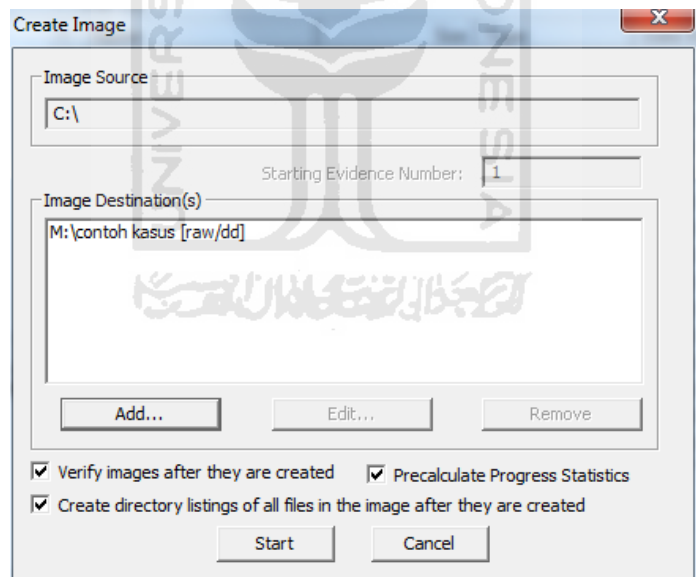 Create Image
Image Source
C:\
Starting Evidence Number: 1
Image Destination(s)
M:\contoh kasus [raw/dd]
Add... Edit... Remove
Verify images after they are created Precalculate Progress Statistics
Create directory listings of all files in the image after they are created
Start Cancel